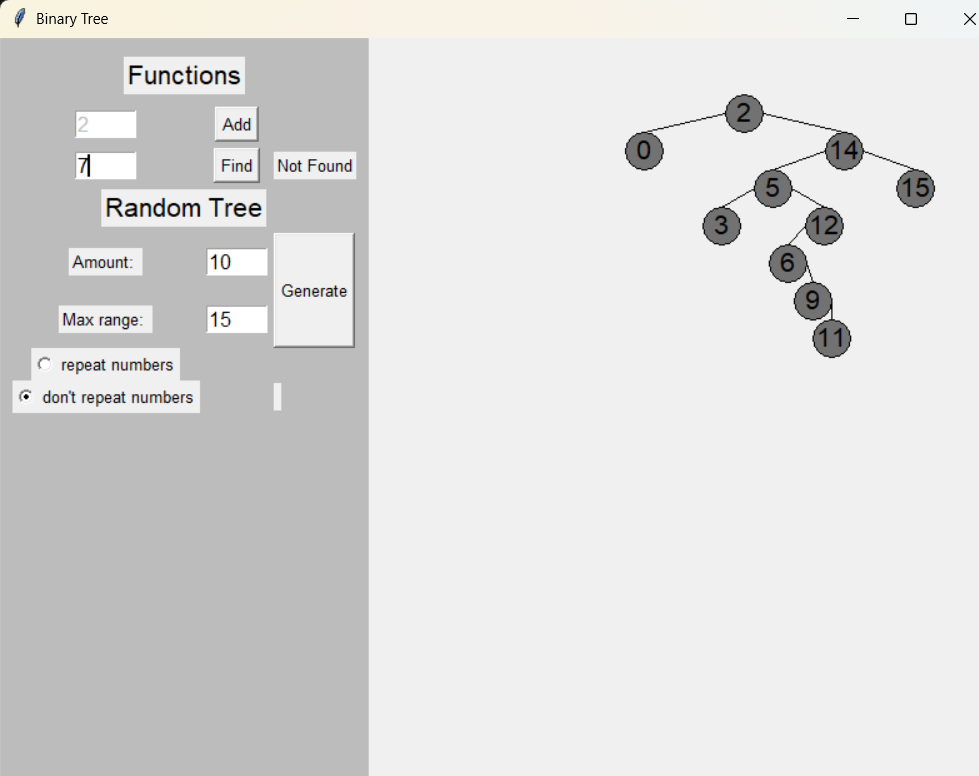 Binary Tree
Functions
2 Add
7 Find Not Found
Random Tree
Amount: 10
Generate
Max range: 15
repeat numbers
don't repeat numbers
2
0 14
5 15
3 12
6
9
11